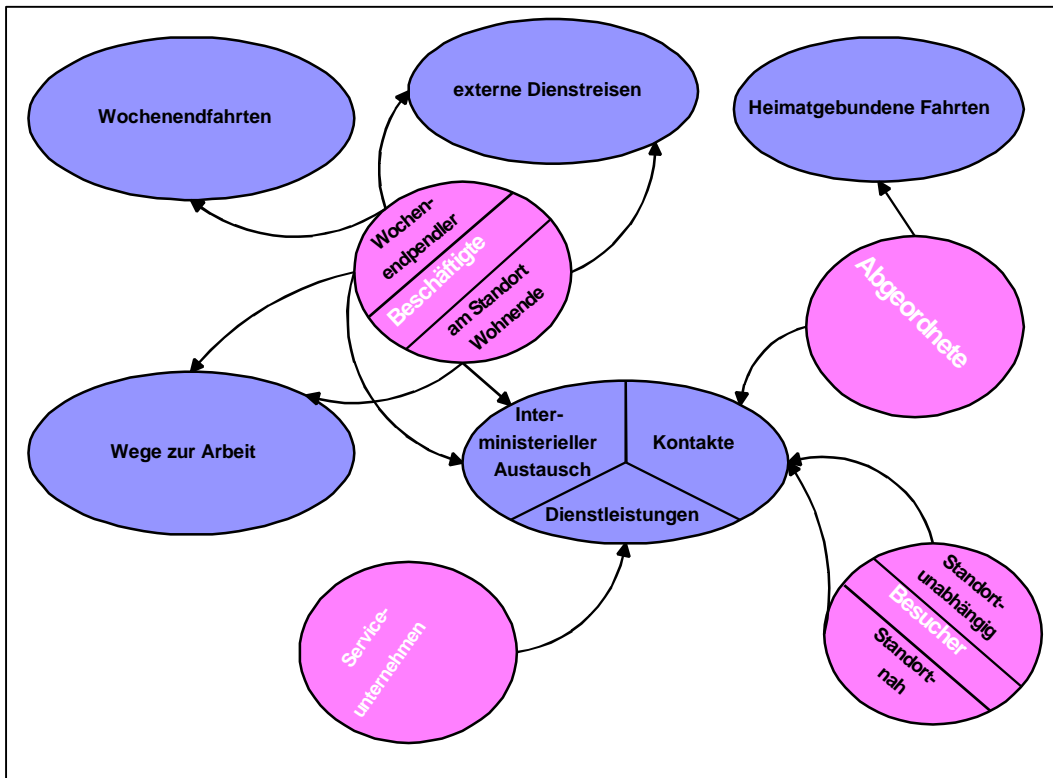 externe Dienstreisen
Wochenendfahrten
Heimatgebundene Fahrten
Wochen-
endpendler
Beschäftigte
am Standort
Wohnende
Abgeordnete
Wege zur Arbeit
Inter-
ministerieller
Austausch
Kontakte
Dienstleistungen
Service-
unternehmen
Standort-
unabhängig
Besucher
Standort-
nah